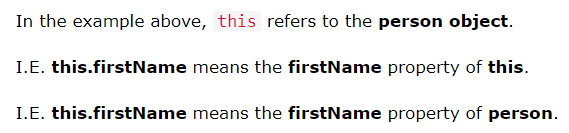 In the example above, this refers to the person object.
I.E. this.firstName means the firstName property of this.
I.E. this.firstName means the firstName property of person.